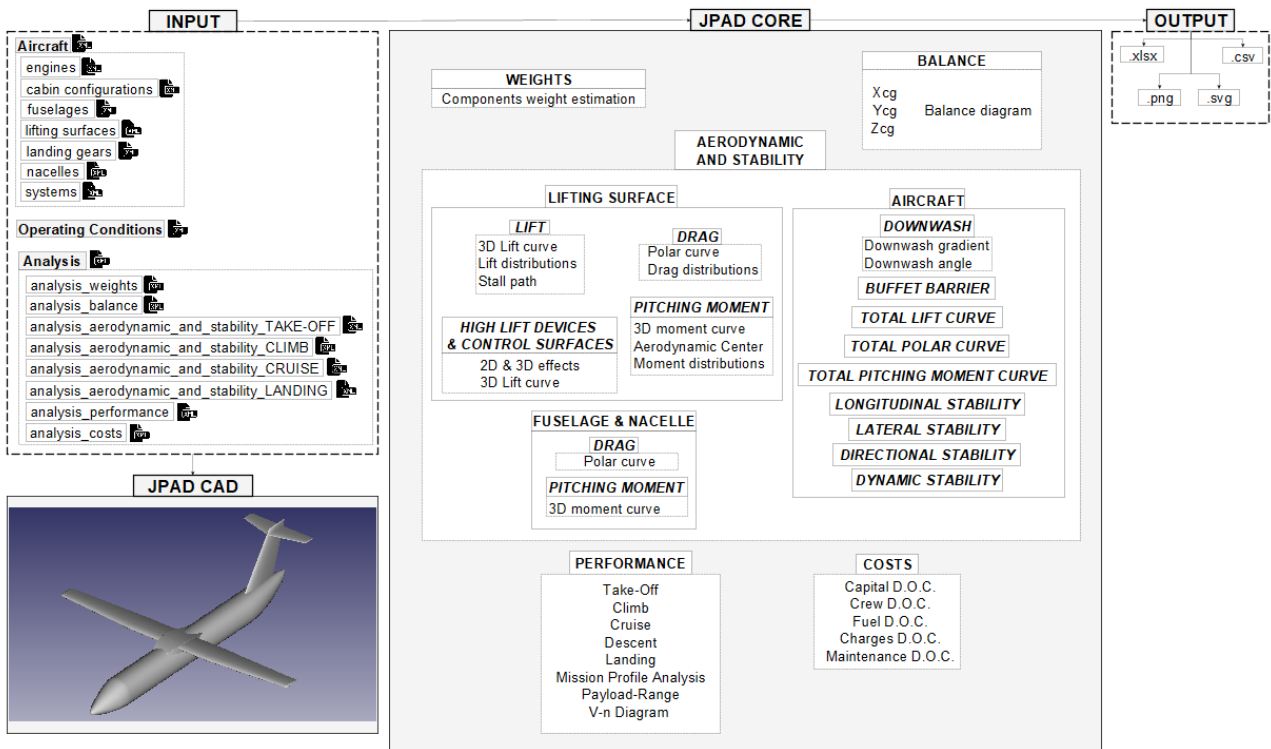 INPUT
JPAD CORE
OUTPUT
Aircraft
engines
cabin configurations
fuselages
lifting surfaces
landing gears
nacelles
systems
Operating Conditions
Analysis
analysis_weights
analysis_balance
analysis_aerodynamic_and_stability_TAKE-OFF
analysis_aerodynamic_and_stability_CLIMB
analysis_aerodynamic_and_stability_CRUISE
analysis_aerodynamic_and_stability_LANDING
analysis_performance
analysis_costs
JPAD CAD
WEIGHTS
Components weight estimation
BALANCE
Xcg
Ycg
Zcg
Balance diagram
AERODYNAMIC
AND STABILITY
LIFTING SURFACE
LIFT
3D Lift curve
Lift distributions
Stall path
DRAG
Polar curve
Drag distributions
HIGH LIFT DEVICES
& CONTROL SURFACES
2D & 3D effects
3D Lift curve
PITCHING MOMENT
3D moment curve
Aerodynamic Center
Moment distributions
FUSELAGE & NACELLE
DRAG
Polar curve
PITCHING MOMENT
3D moment curve
AIRCRAFT
DOWNWASH
Downwash gradient
Downwash angle
BUFFET BARRIER
TOTAL LIFT CURVE
TOTAL POLAR CURVE
TOTAL PITCHING MOMENT CURVE
LONGITUDINAL STABILITY
LATERAL STABILITY
DIRECTIONAL STABILITY
DYNAMIC STABILITY
PERFORMANCE
Take-Off
Climb
Cruise
Descent
Landing
Mission Profile Analysis
Payload-Range
V-n Diagram
COSTS
Capital D.O.C.
Crew D.O.C.
Fuel D.O.C.
Charges D.O.C.
Maintenance D.O.C.
.xlsx
.csv
.png
.svg